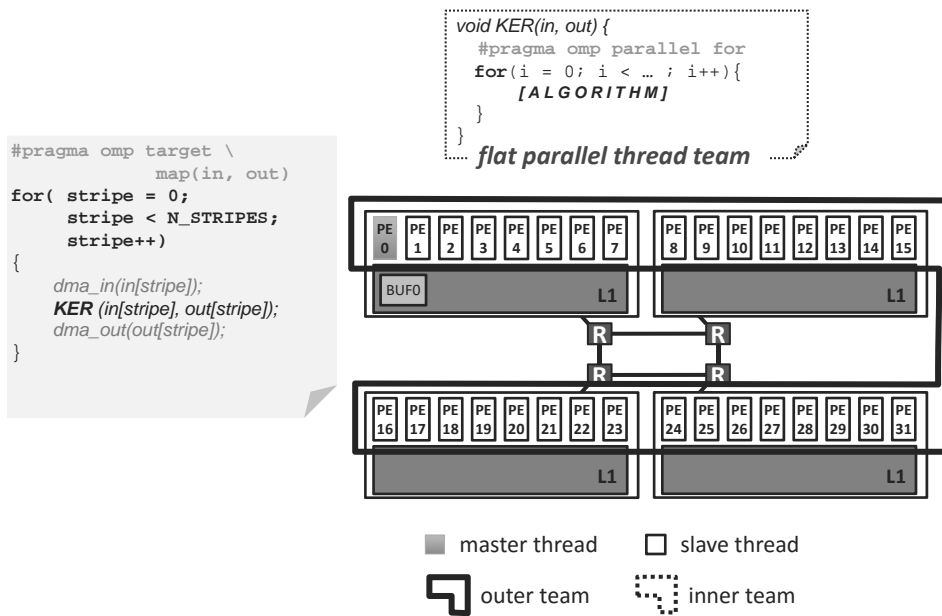 void KER(in, out) {
#pragma omp parallel for
for(i = 0; i < … ; i++){
[ALGORITHM]
}
}
flat parallel thread team
#pragma omp target \
map(in, out)
for( stripe = 0;
stripe < N_STRIPES;
stripe++)
{
dma_in(in[stripe]);
KER (in[stripe], out[stripe]);
dma_out(out[stripe]);
}
PE 0 PE 1 PE 2 PE 3 PE 4 PE 5 PE 6 PE 7
BUF0 L1
PE 8 PE 9 PE 10 PE 11 PE 12 PE 13 PE 14 PE 15
L1
R R
R R
PE 16 PE 17 PE 18 PE 19 PE 20 PE 21 PE 22 PE 23
L1
PE 24 PE 25 PE 26 PE 27 PE 28 PE 29 PE 30 PE 31
L1
master thread slave thread
outer team inner team